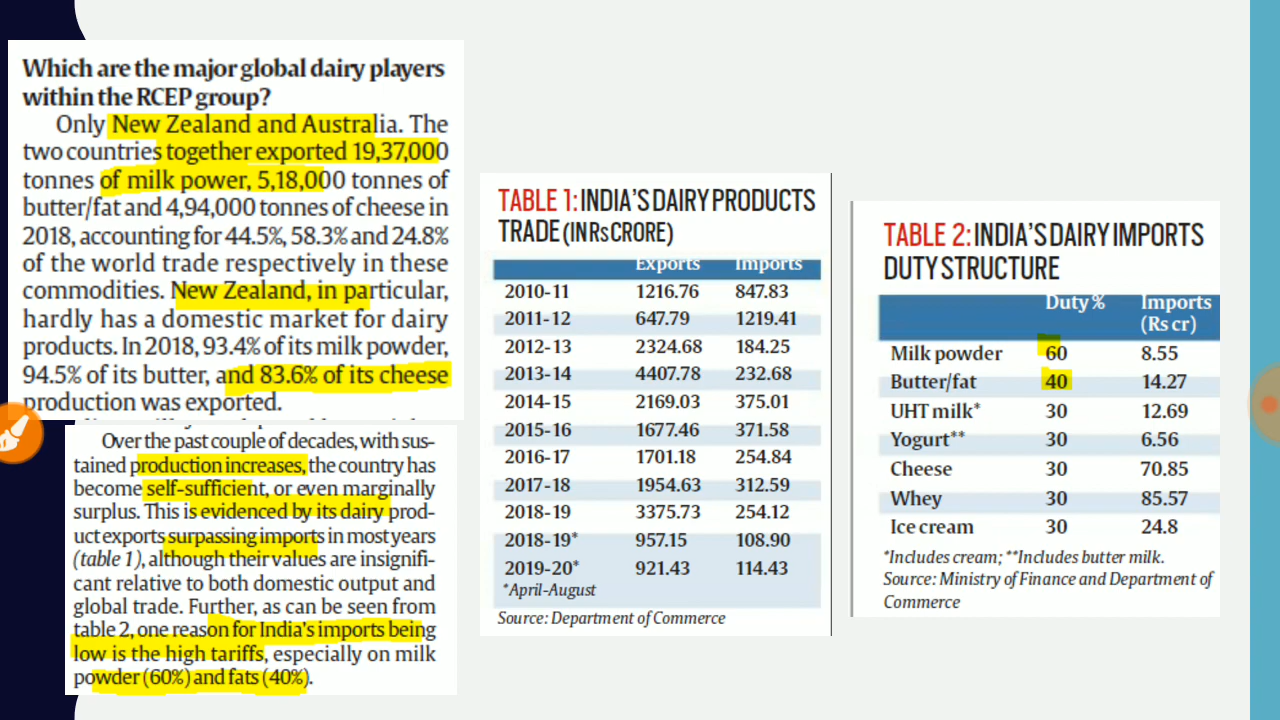 Which are the major global dairy players
within the RCEP group?
Only New Zealand and Australia. The
two countries together exported 19,37,000
tonnes of milk power, 5,18,000 tonnes of
butter/fat and 4,94,000 tonnes of cheese in
2018, accounting for 44.5%, 58.3% and 24.8%
of the world trade respectively in these
commodities. New Zealand, in particular,
hardly has a domestic market for dairy
products. In 2018, 93.4% of its milk powder,
94.5% of its butter, and 83.6% of its cheese
production was exported.
Over the past couple of decades, with sus-
tained production increases, the country has
become self-sufficient, or even marginally
surplus. This is evidenced by its dairy prod-
uct exports surpassing imports in most years
(table 1), although their values are insignifi-
cant relative to both domestic output and
global trade. Further, as can be seen from
table 2, one reason for India's imports being
low is the high tariffs, especially on milk
powder (60%) and fats (40%).
TABLE 1: INDIA'S DAIRY PRODUCTS
TRADE (IN Rs CRORE)
Exports Imports
2010-11 1216.76 847.83
2011-12 647.79 1219.41
2012-13 2324.68 184.25
2013-14 4407.78 232.68
2014-15 2169.03 375.01
2015-16 1677.46 371.58
2016-17 1701.18 254.84
2017-18 1954.63 312.59
2018-19 3375.73 254.12
2018-19* 957.15 108.90
2019-20* 921.43 114.43
*April-August
Source: Department of Commerce
TABLE 2: INDIA'S DAIRY IMPORTS
DUTY STRUCTURE
Duty % Imports
(Rs cr)
Milk powder 60 8.55
Butter/fat 40 14.27
UHT milk* 30 12.69
Yogurt** 30 6.56
Cheese 30 70.85
Whey 30 85.57
Ice cream 30 24.8
*Includes cream; **Includes butter milk.
Source: Ministry of Finance and Department of
Commerce